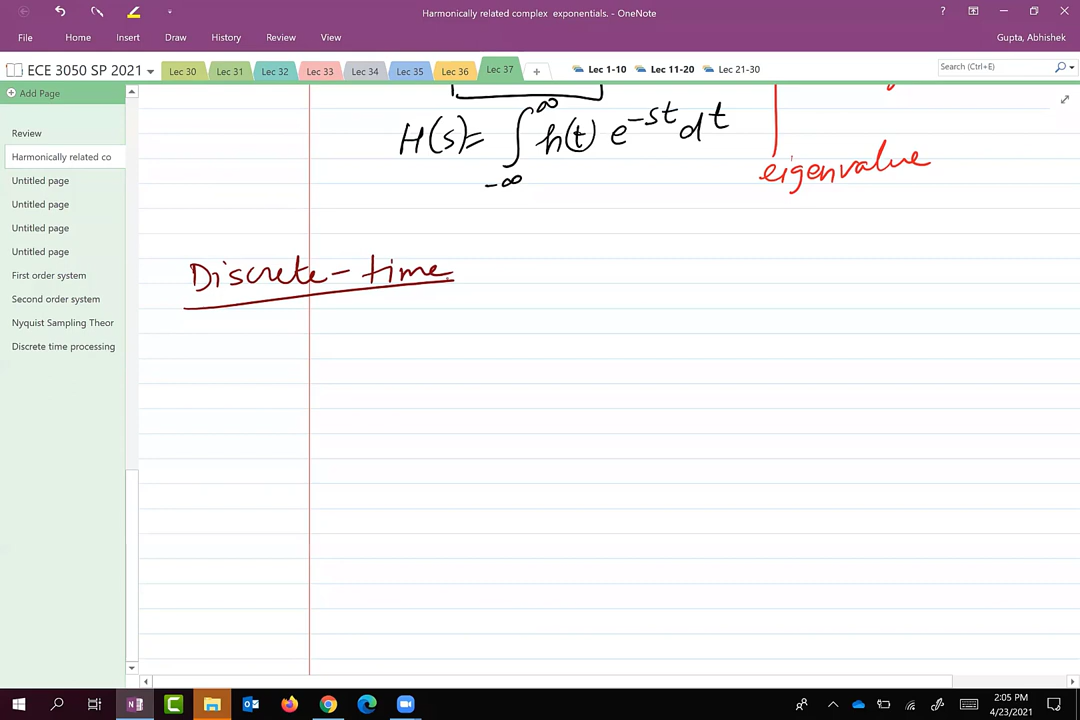 Harmonically related complex exponentials. - OneNote
File Home Insert Draw History Review View
Gupta, Abhishek
ECE 3050 SP 2021
Lec 30 Lec 31 Lec 32 Lec 33 Lec 34 Lec 35 Lec 36 Lec 37 Lec 1-10 Lec 11-20 Lec 21-30
Search (Ctrl+E)
Add Page
Review
Harmonically related co
Untitled page
Untitled page
Untitled page
Untitled page
First order system
Second order system
Nyquist Sampling Theor
Discrete time processing
H(s)= ∫_{-∞}^{∞} h(t) e^{-st} dt
eigenvalue
Discrete-time
2:05 PM
4/23/2021